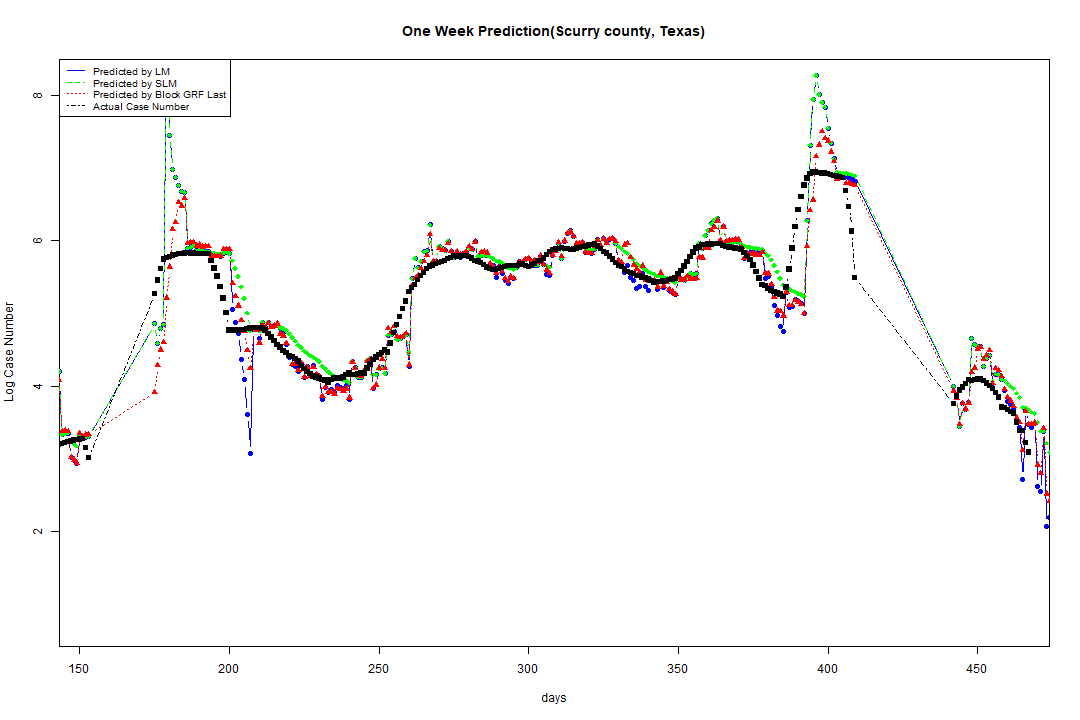 One Week Prediction(Scurry county, Texas)
Predicted by LM
Predicted by SLM
Predicted by Block GRF Last
Actual Case Number
Log Case Number
8
6
4
2
150 200 250 300 350 400 450
days